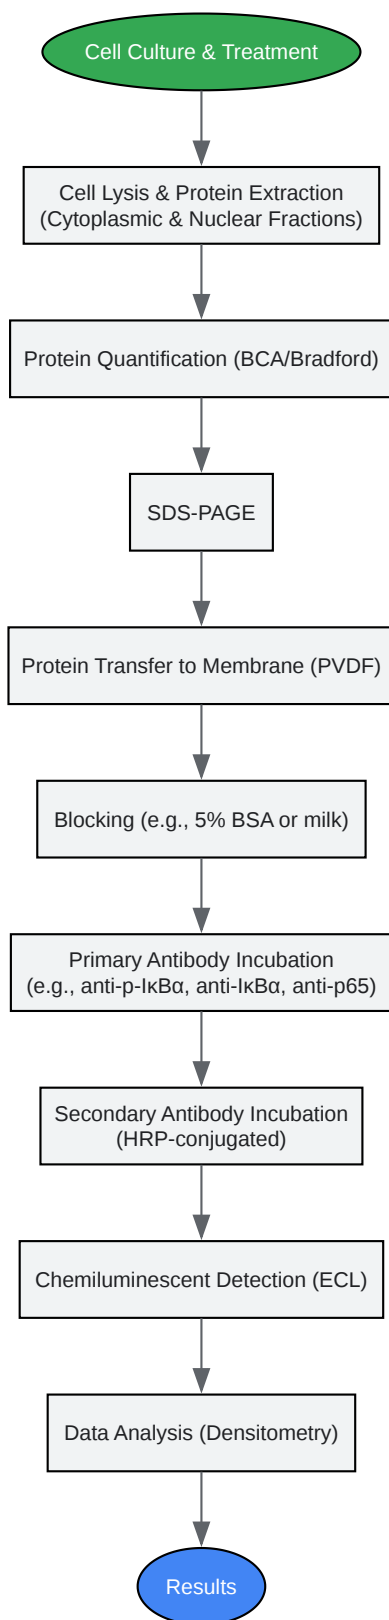 Cell Culture & Treatment
Cell Lysis & Protein Extraction
(Cytoplasmic & Nuclear Fractions)
Protein Quantification (BCA/Bradford)
SDS-PAGE
Protein Transfer to Membrane (PVDF)
Blocking (e.g., 5% BSA or milk)
Primary Antibody Incubation
(e.g., anti-p-IκBα, anti-IκBα, anti-p65)
Secondary Antibody Incubation
(HRP-conjugated)
Chemiluminescent Detection (ECL)
Data Analysis (Densitometry)
Results